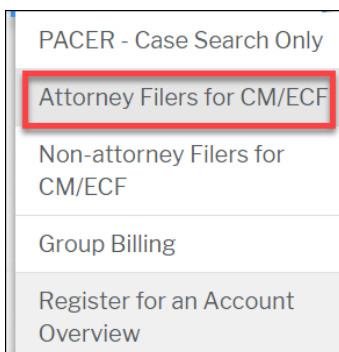 PACER - Case Search Only
Attorney Filers for CM/ECF
Non-attorney Filers for
CM/ECF
Group Billing
Register for an Account
Overview